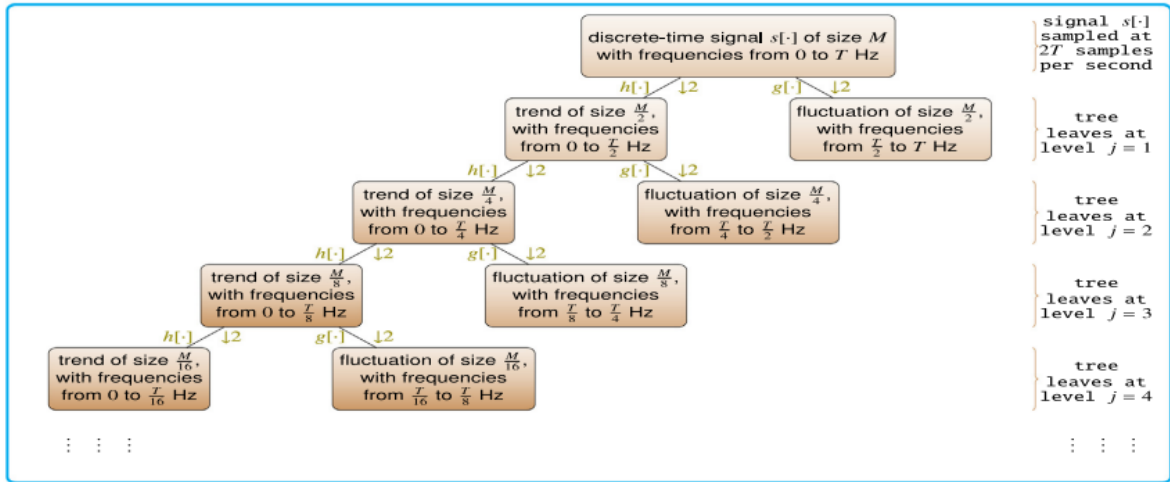 discrete-time signal s[·] of size M
with frequencies from 0 to T Hz
signal s[·]
sampled at
2T samples
per second
h[·] ↓2 g[·] ↓2
trend of size M/2,
with frequencies
from 0 to T/2 Hz
fluctuation of size M/2,
with frequencies
from T/2 to T Hz
tree
leaves at
level j = 1
h[·] ↓2 g[·] ↓2
trend of size M/4,
with frequencies
from 0 to T/4 Hz
fluctuation of size M/4,
with frequencies
from T/4 to T/2 Hz
tree
leaves at
level j = 2
h[·] ↓2 g[·] ↓2
trend of size M/8,
with frequencies
from 0 to T/8 Hz
fluctuation of size M/8,
with frequencies
from T/8 to T/4 Hz
tree
leaves at
level j = 3
h[·] ↓2 g[·] ↓2
trend of size M/16,
with frequencies
from 0 to T/16 Hz
fluctuation of size M/16,
with frequencies
from T/16 to T/8 Hz
tree
leaves at
level j = 4
⋮ ⋮ ⋮ ⋮ ⋮ ⋮